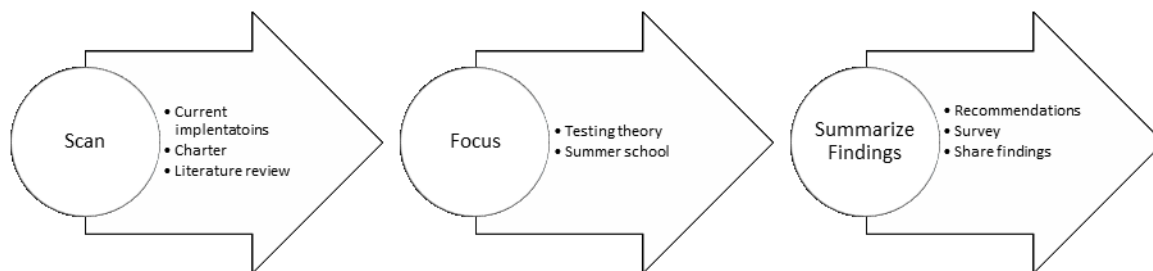 Scan
• Current
implentatoins
• Charter
• Literature review
Focus
• Testing theory
• Summer school
Summarize
Findings
• Recommendations
• Survey
• Share findings